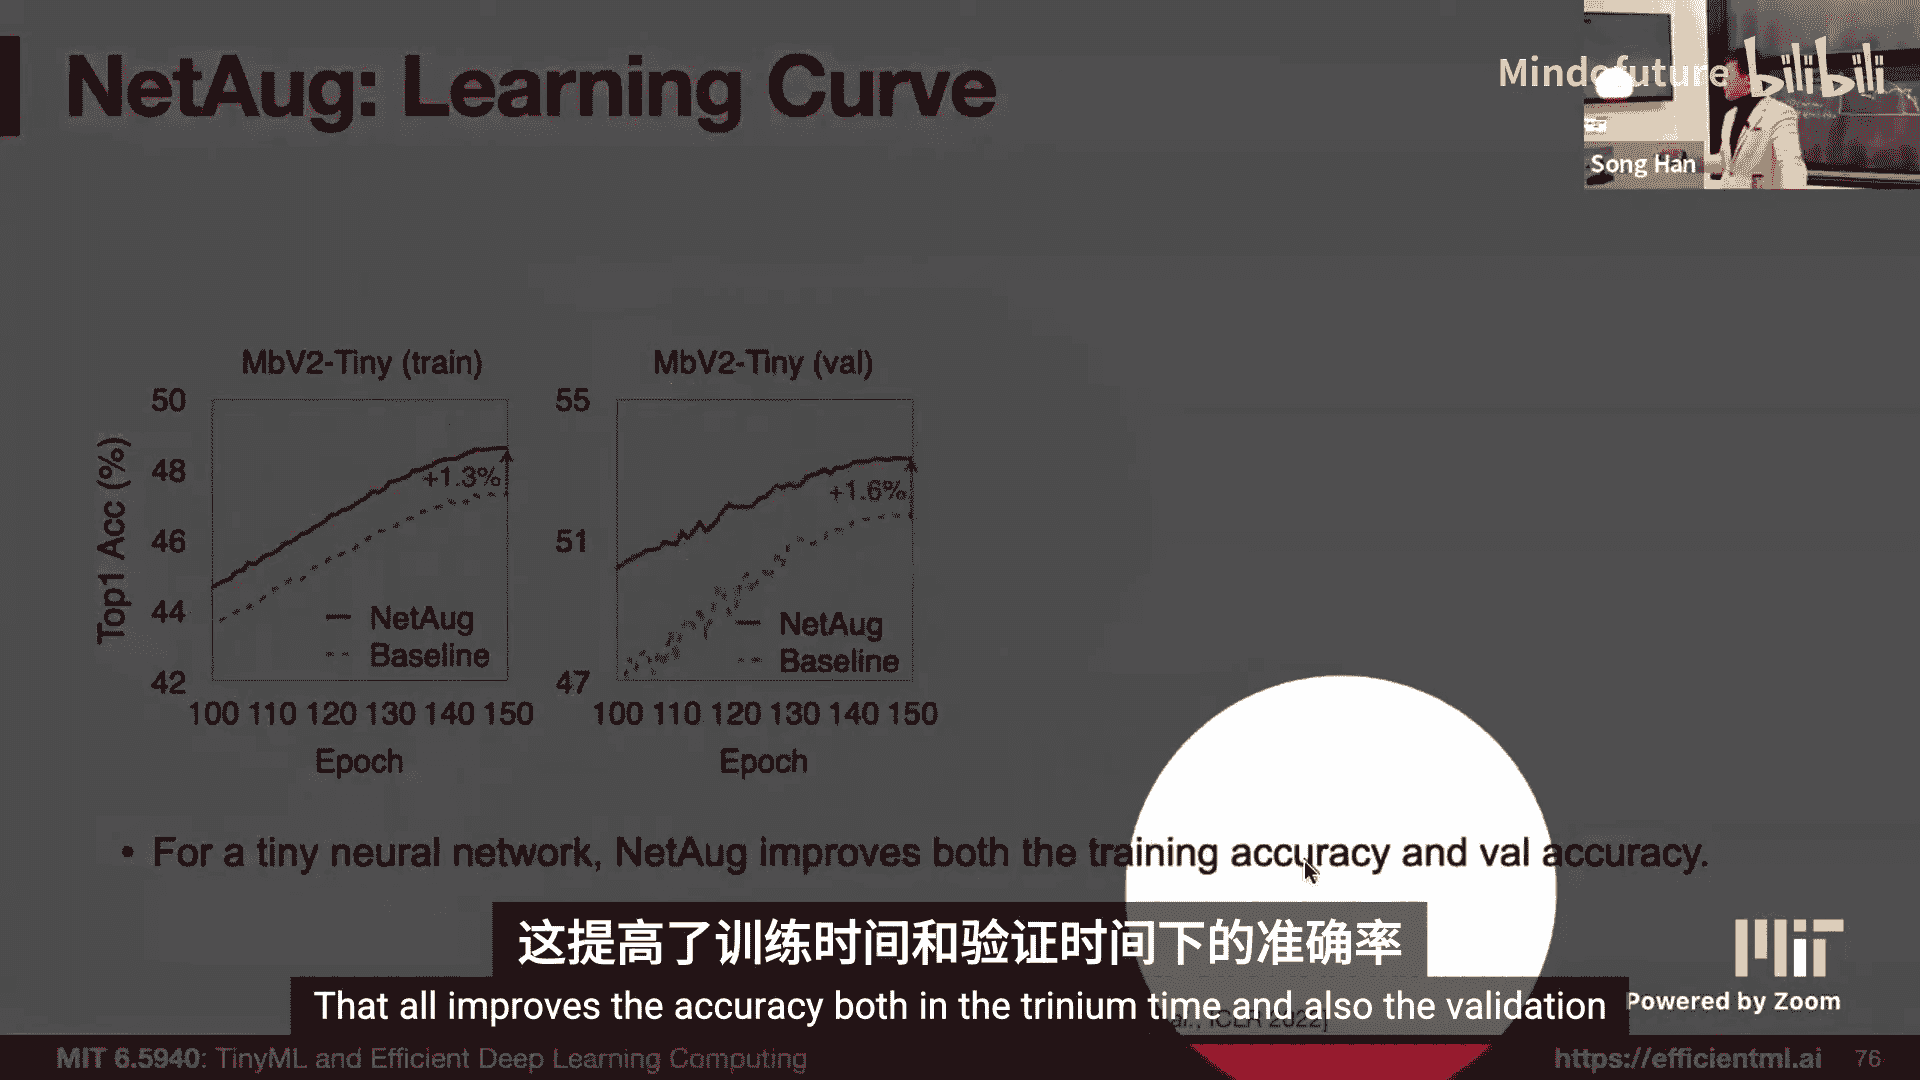 NetAug: Learning Curve
Mindofuture bilibili
Song Han
MbV2-Tiny (train)
MbV2-Tiny (val)
Top1 Acc (%)
50
48
46
44
42
+1.3%
NetAug
Baseline
100 110 120 130 140 150
Epoch
55
51
47
+1.6%
NetAug
Baseline
100 110 120 130 140 150
Epoch
• For a tiny neural network, NetAug improves both the training accuracy and val accuracy.
这提高了训练时间和验证时间下的准确率
That all improves the accuracy both in the trinium time and also the validation
ICLR 2022]
MIT
Powered by Zoom
MIT 6.5940: TinyML and Efficient Deep Learning Computing
https://efficientml.ai
76